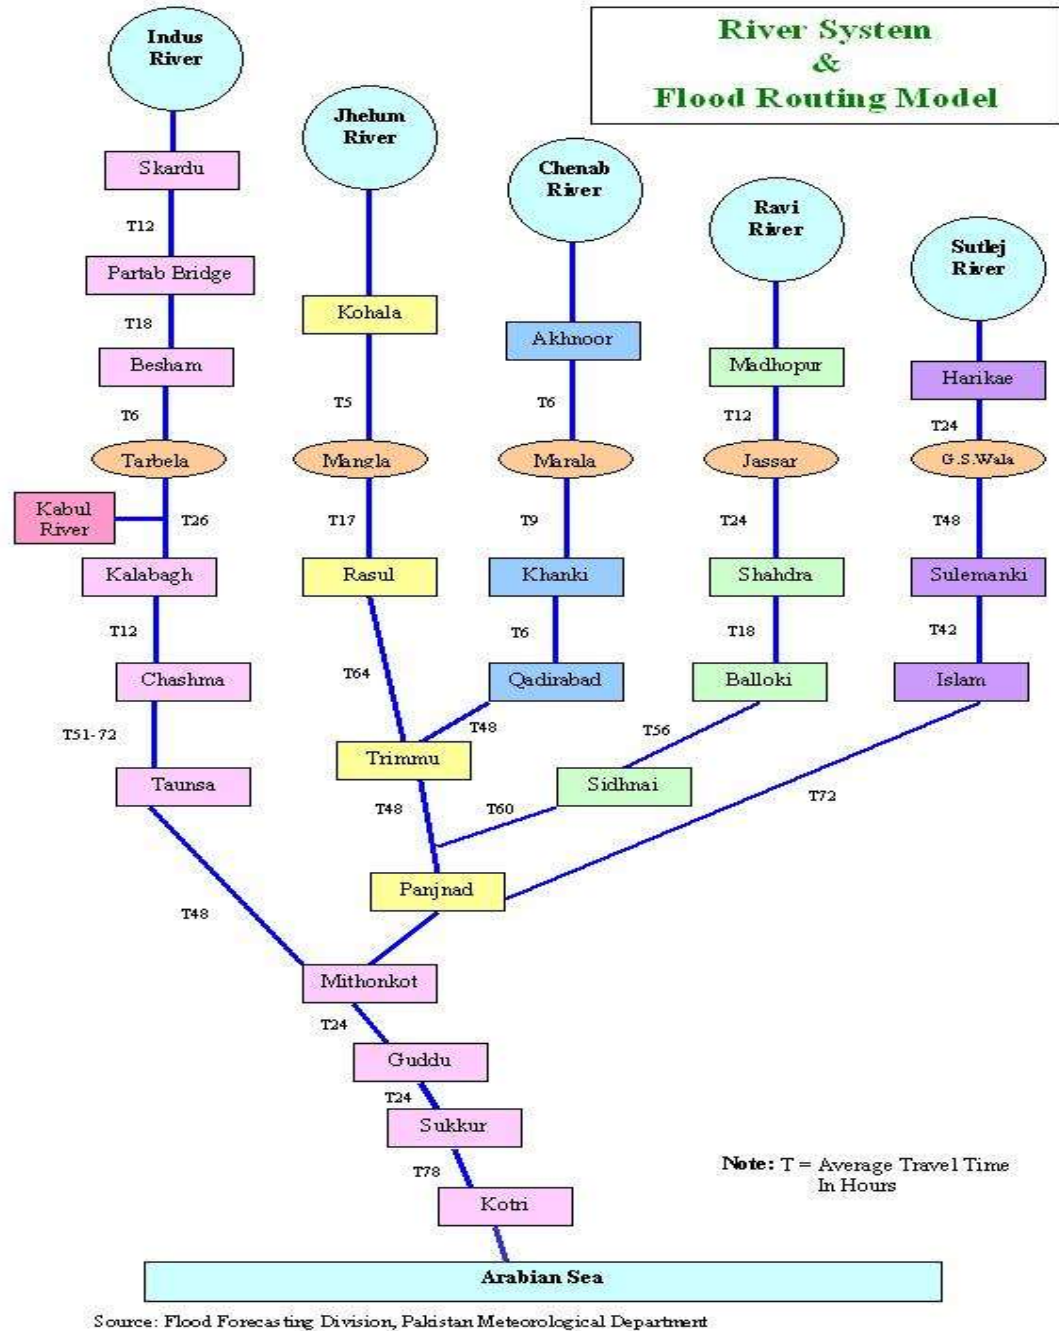 River System
&
Flood Routing Model
Indus
River
Jhelum
River
Chenab
River
Ravi
River
Sutlej
River
Skardu
T12
Partab Bridge
T18
Besham
T6
Tarbela
Kabul
River
T26
Kalabagh
T12
Chashma
T51-72
Taunsa
T48
Kohala
T5
Mangla
T17
Rasul
T64
Trimmu
T48
Panjnad
Akhnoor
T6
Marala
T9
Khanki
T6
Qadirabad
T48
Madhopur
T12
Jassar
T24
Shahdra
T18
Balloki
T56
Sidhnai
T60
Harikae
T24
G.S.Wala
T48
Sulemanki
T42
Islam
T72
Mithonkot
T24
Guddu
T24
Sukkur
T78
Kotri
Note: T = Average Travel Time
In Hours
Arabian Sea
Source: Flood Forecasting Division, Pakistan Meteorological Department